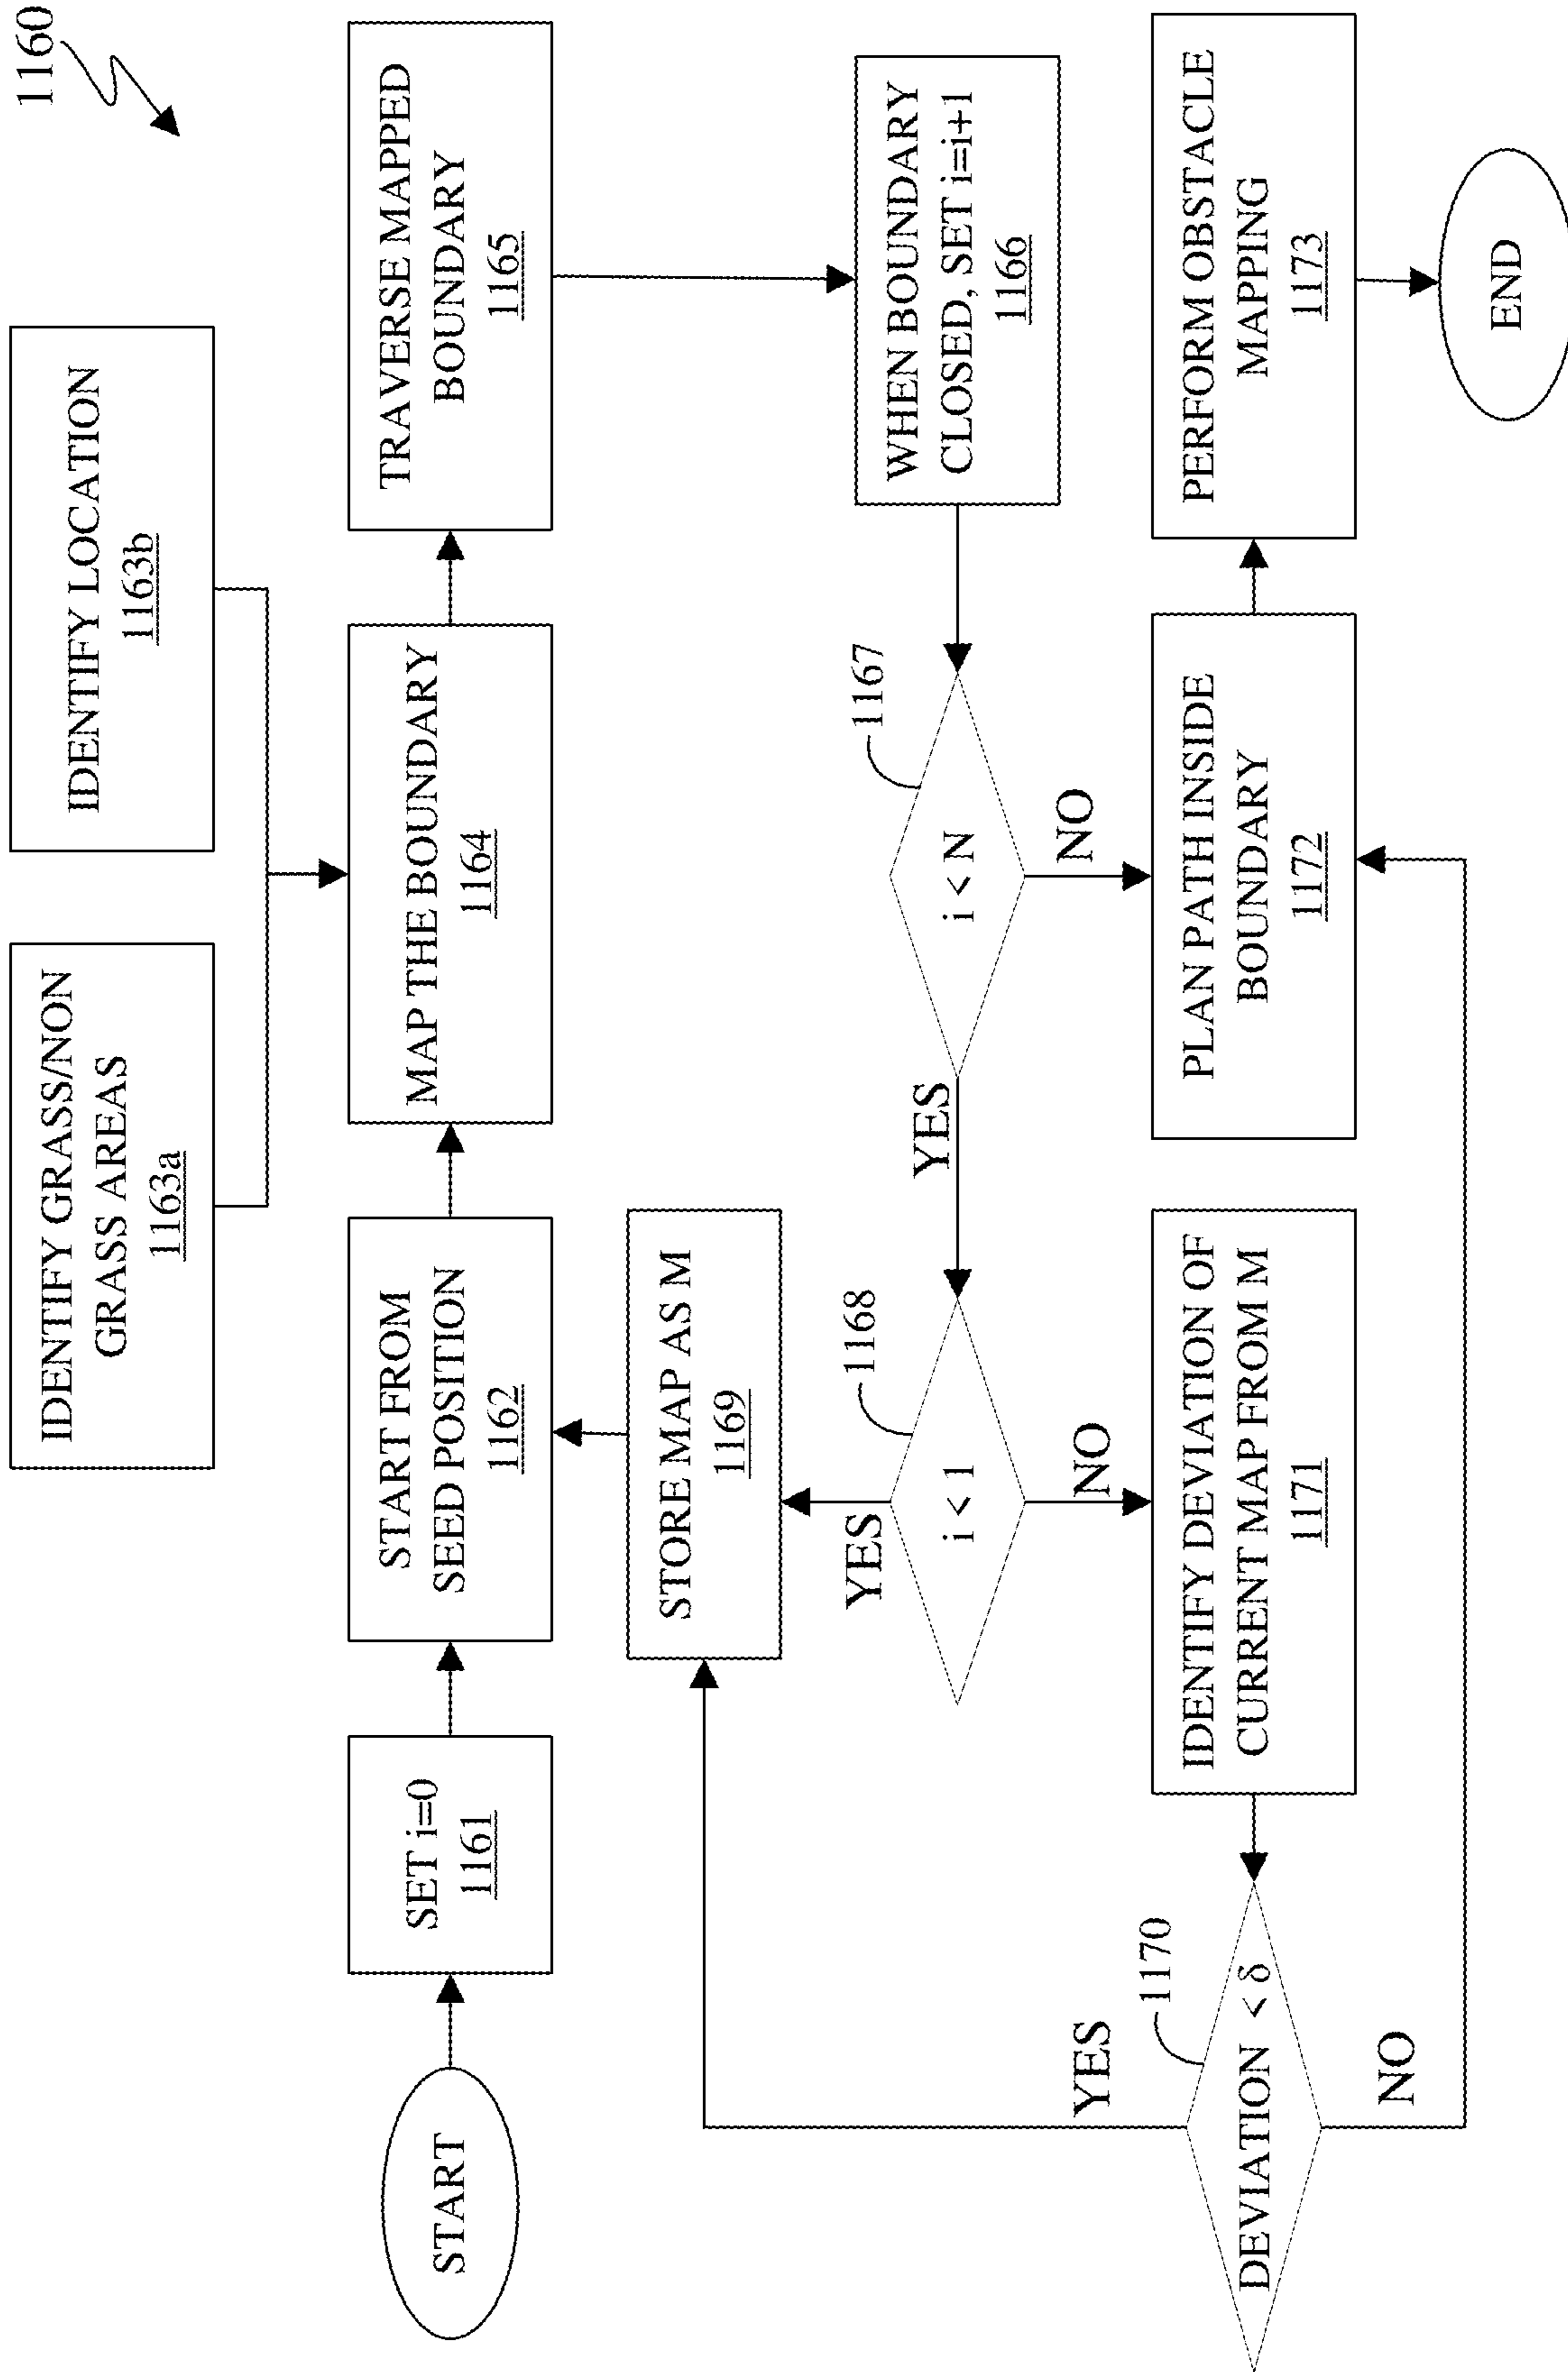 1160
IDENTIFY GRASS/NON
GRASS AREAS
1163a
IDENTIFY LOCATION
1163b
START
SET i=0
1161
START FROM
SEED POSITION
1162
MAP THE BOUNDARY
1164
TRAVERSE MAPPED
BOUNDARY
1165
STORE MAP AS M
1169
WHEN BOUNDARY
CLOSED, SET i=i+1
1166
1167
i < N
YES
NO
1168
i < 1
YES
NO
1170
DEVIATION < δ
YES
NO
IDENTIFY DEVIATION OF
CURRENT MAP FROM M
1171
PLAN PATH INSIDE
BOUNDARY
1172
PERFORM OBSTACLE
MAPPING
1173
END